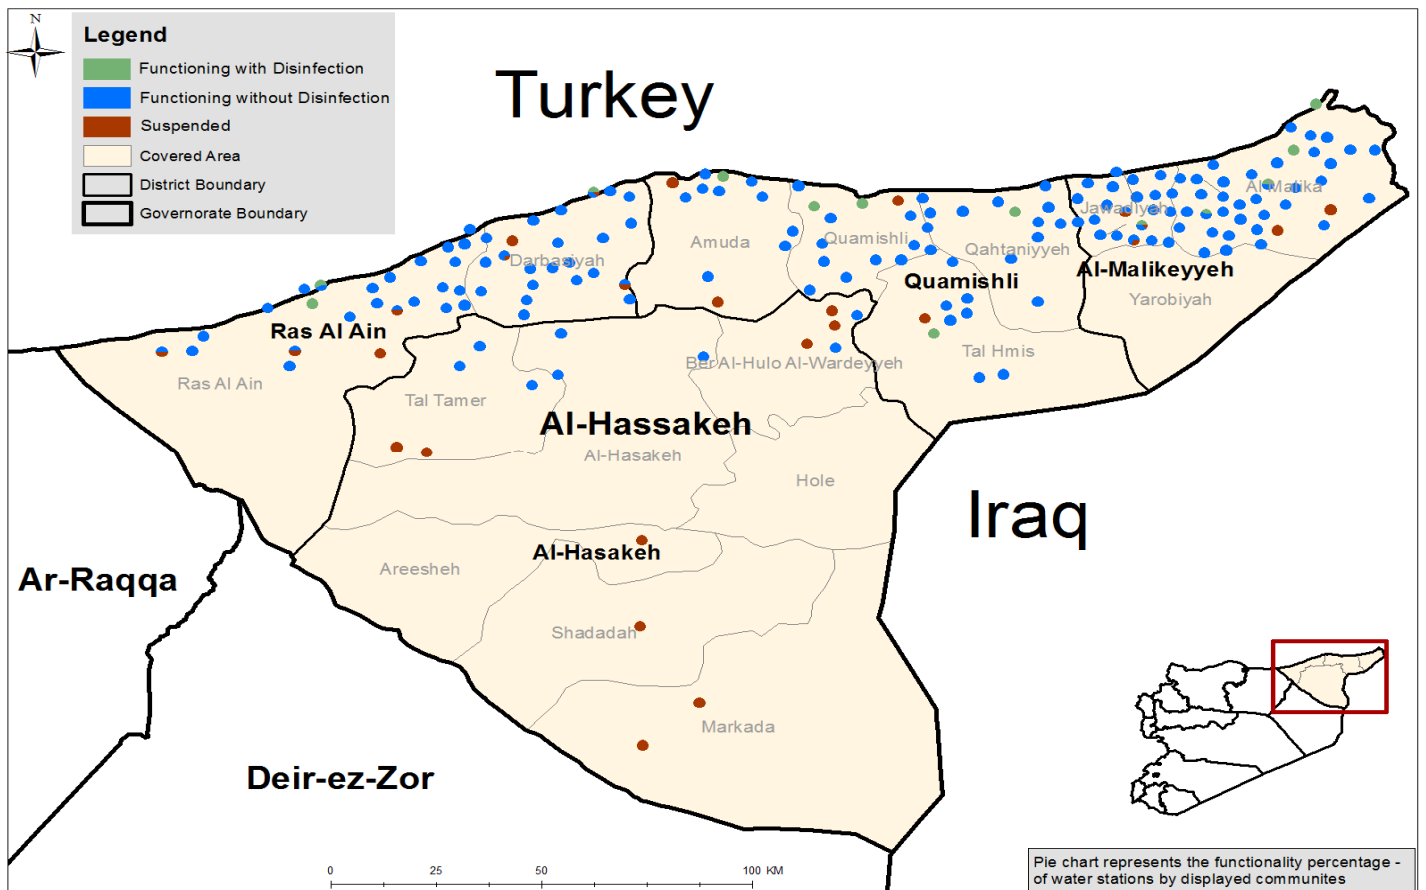 N
Legend
Functioning with Disinfection
Functioning without Disinfection
Suspended
Covered Area
District Boundary
Governorate Boundary
Turkey
Al-Malika
Jawadiyah
Amuda
Quamishli
Qahtaniyyeh
Darbasiyah
Al-Malikeyyeh
Quamishli
Yarobiyah
Ras Al Ain
Tal Hmis
Ber Al-Hulo Al-Wardeyyeh
Ras Al Ain
Tal Tamer
Al-Hassakeh
Al-Hasakeh
Hole
Iraq
Al-Hasakeh
Areesheh
Ar-Raqqa
Shadadah
Markada
Deir-ez-Zor
0 25 50 100 KM
Pie chart represents the functionality percentage -
of water stations by displayed communites